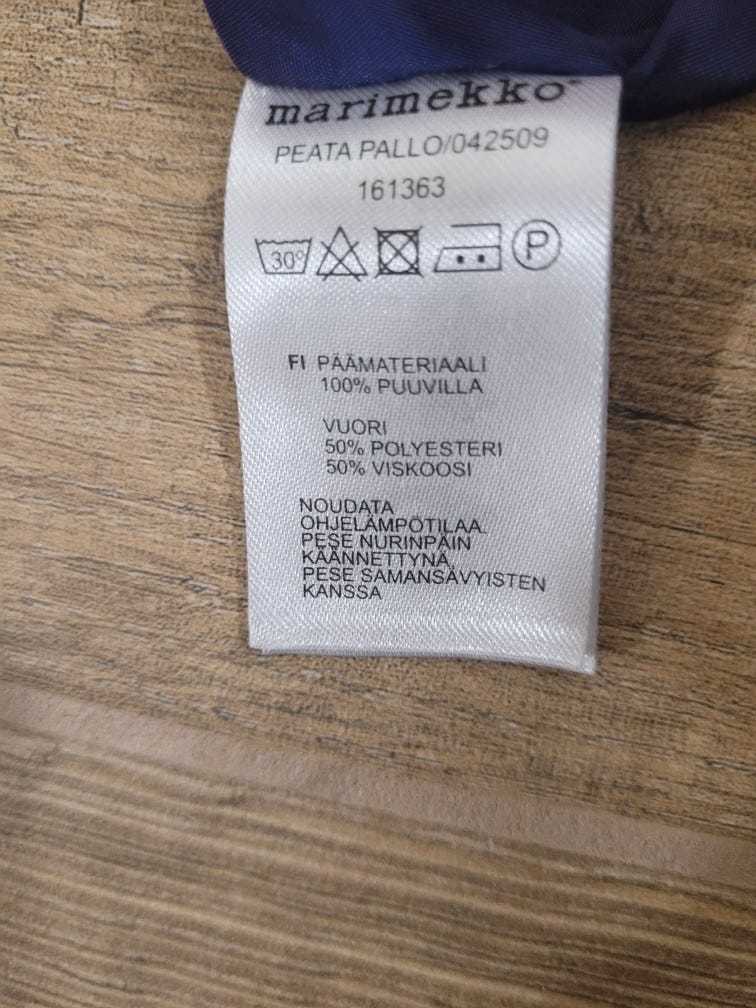 marimekko®
PEATA PALLO/042509
161363
30° P
FI PÄÄMATERIAALI
100% PUUVILLA
VUORI
50% POLYESTERI
50% VISKOOSI
NOUDATA
OHJELÄMPÖTILAA.
PESE NURINPÄIN
KÄÄNNETTYNÄ.
PESE SAMANSÄVYISTEN
KANSSA